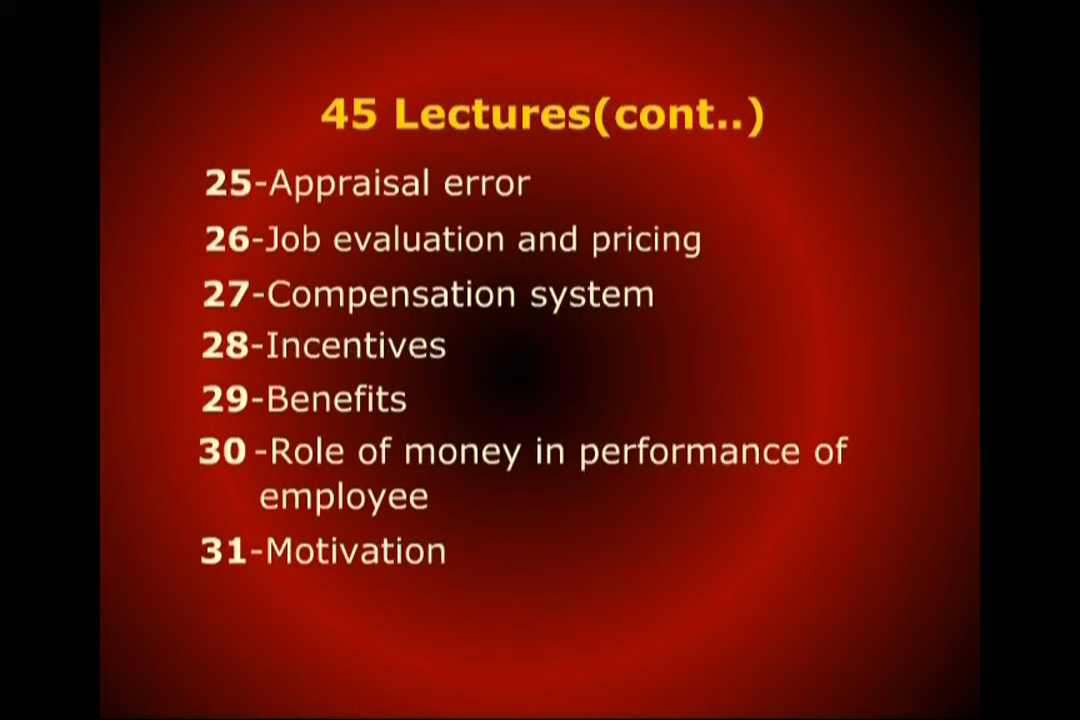 45 Lectures(cont..)
25-Appraisal error
26-Job evaluation and pricing
27-Compensation system
28-Incentives
29-Benefits
30 -Role of money in performance of
employee
31-Motivation